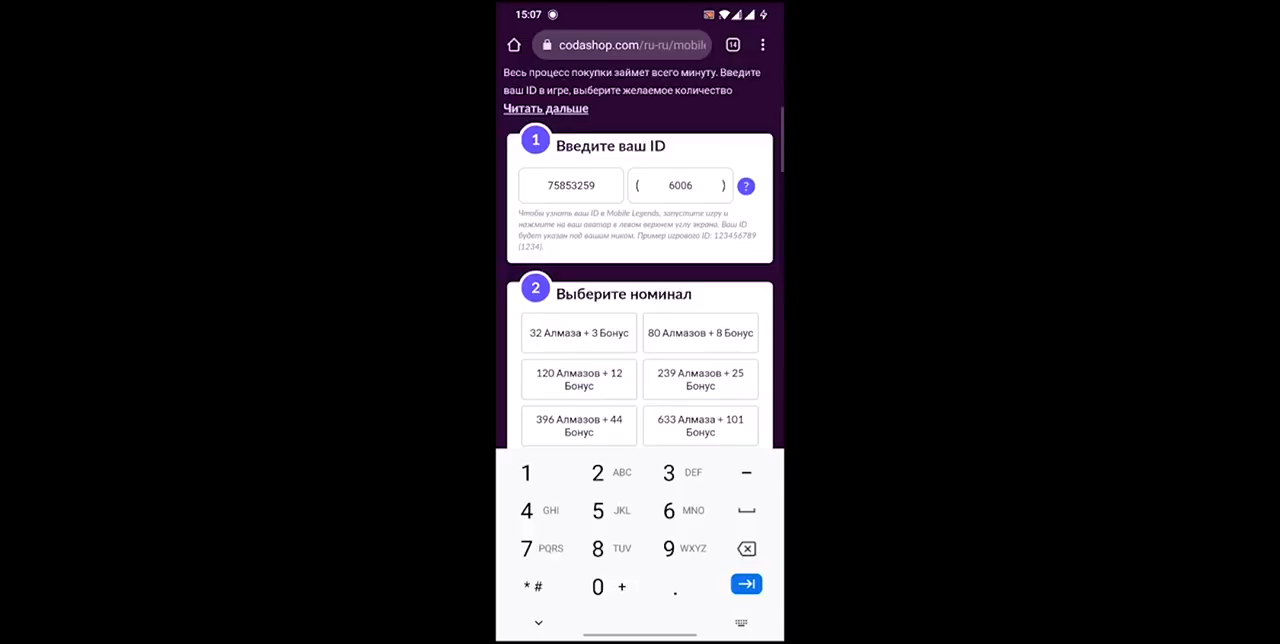 15:07
codashop.com/ru-ru/mobile
14
Весь процесс покупки займет всего минуту. Введите
ваш ID в игре, выберите желаемое количество
Читать дальше
1 Введите ваш ID
75853259 ( 6006 ) ?
Чтобы узнать ваш ID в Mobile Legends, запустите игру и
нажмите на ваш аватар в левом верхнем углу экрана. Ваш ID
будет указан под вашим ником. Пример игрового ID: 123456789
(1234).
2 Выберите номинал
32 Алмаза + 3 Бонус
80 Алмазов + 8 Бонус
120 Алмазов + 12
Бонус
239 Алмазов + 25
Бонус
396 Алмазов + 44
Бонус
633 Алмаза + 101
Бонус
1 2 ABC 3 DEF –
4 GHI 5 JKL 6 MNO
7 PQRS 8 TUV 9 WXYZ
* # 0 + .